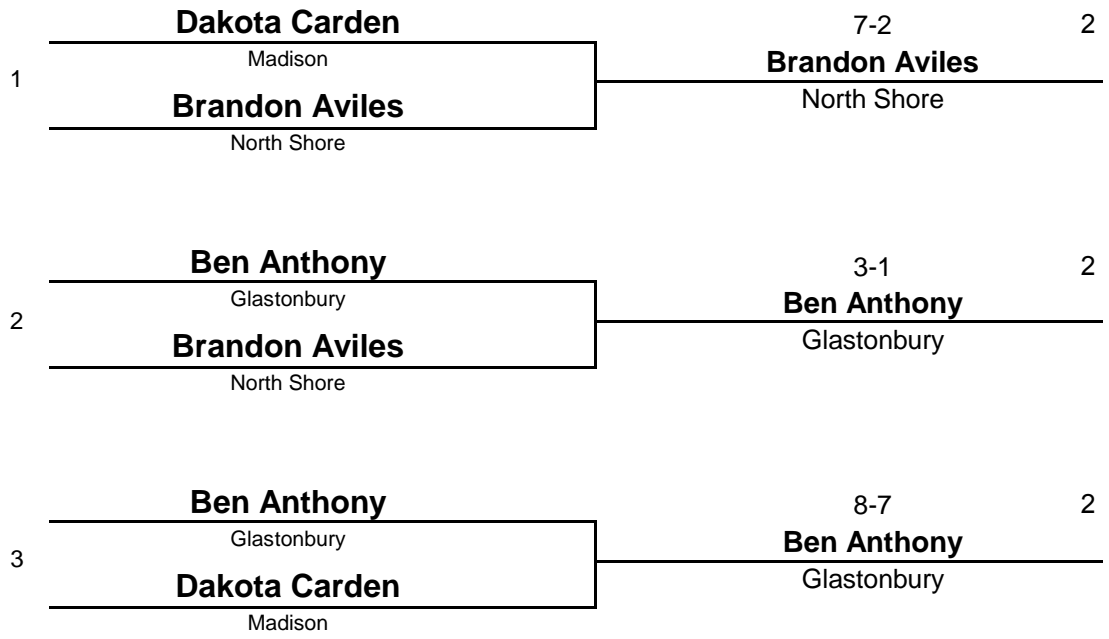 Dakota Carden
7-2 2
Madison
Brandon Aviles
1
Brandon Aviles
North Shore
North Shore
Ben Anthony
3-1 2
Glastonbury
Ben Anthony
2
Brandon Aviles
Glastonbury
North Shore
Ben Anthony
8-7 2
Glastonbury
Ben Anthony
3
Dakota Carden
Glastonbury
Madison